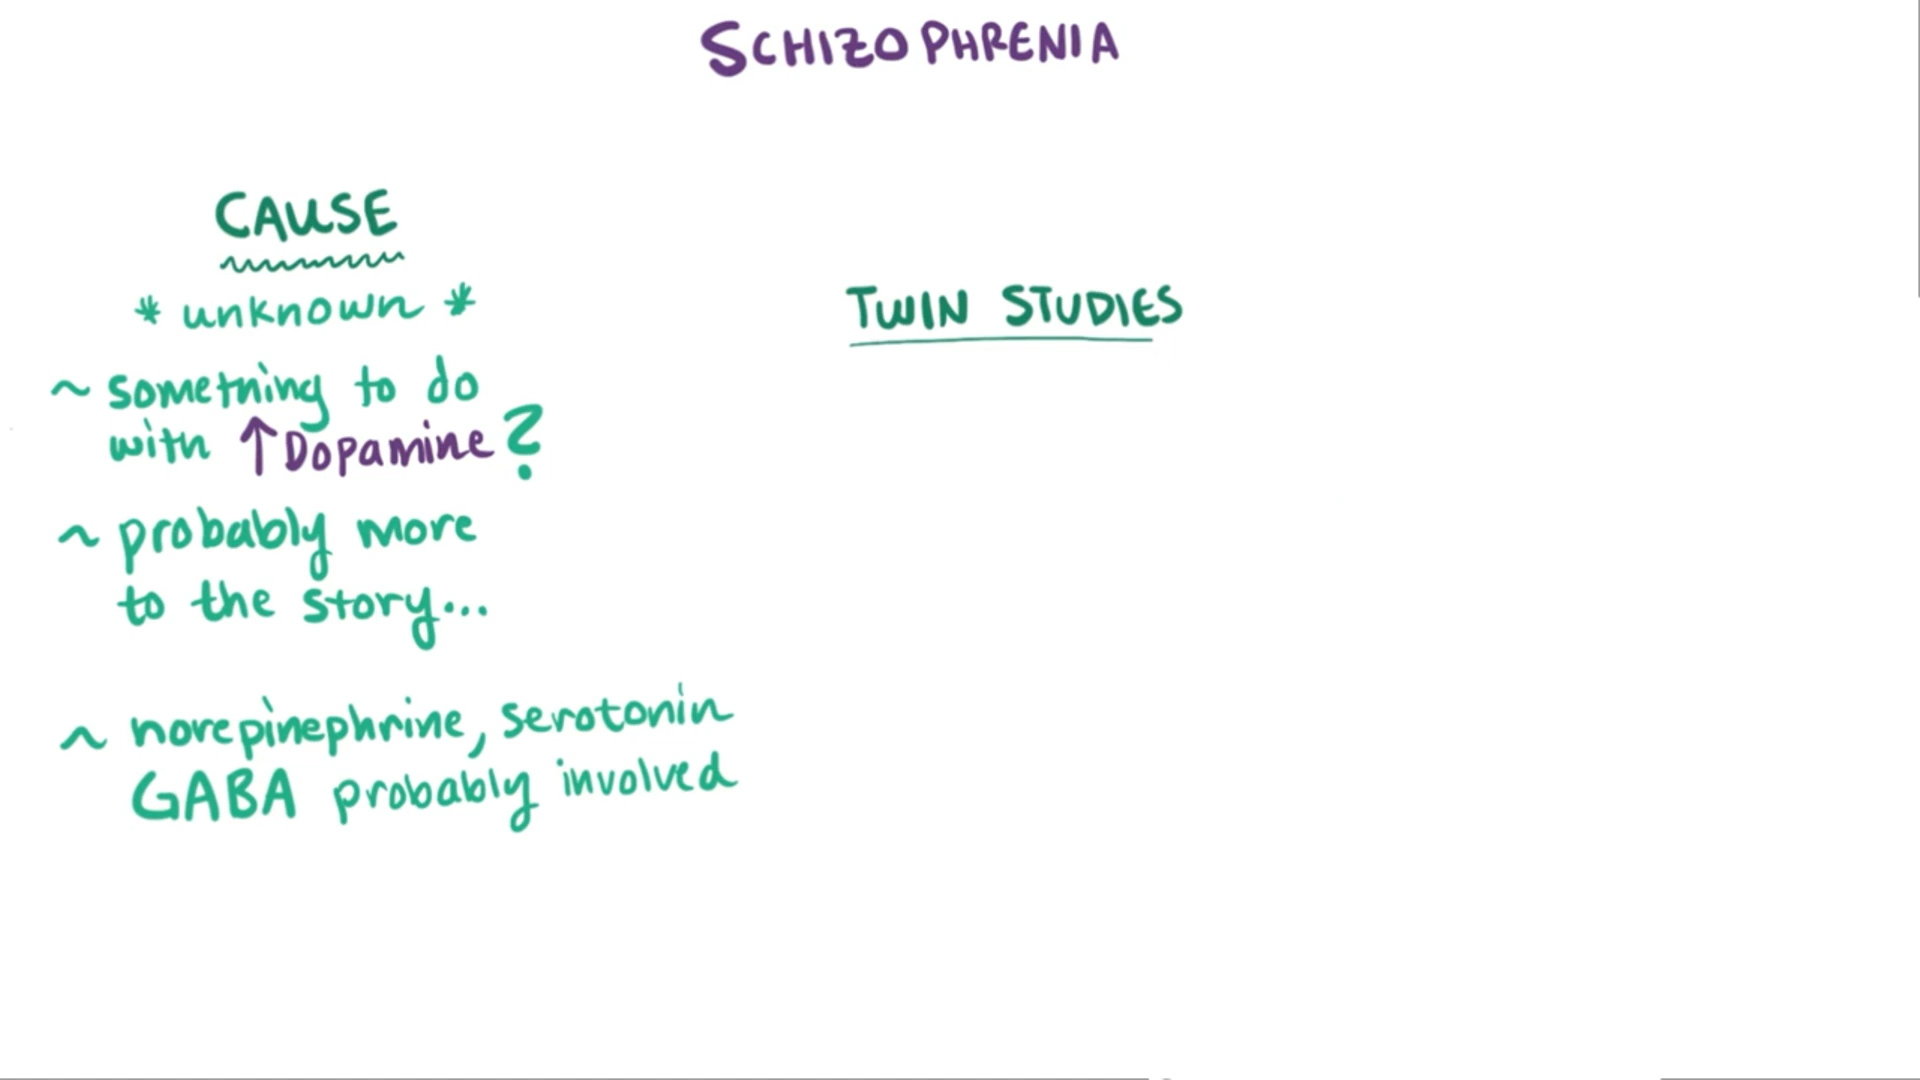 SCHIZOPHRENIA
CAUSE
* unknown *
~ something to do
with ↑ Dopamine ?
~ probably more
to the story...
~ norepinephrine, serotonin
GABA probably involved
TWIN STUDIES